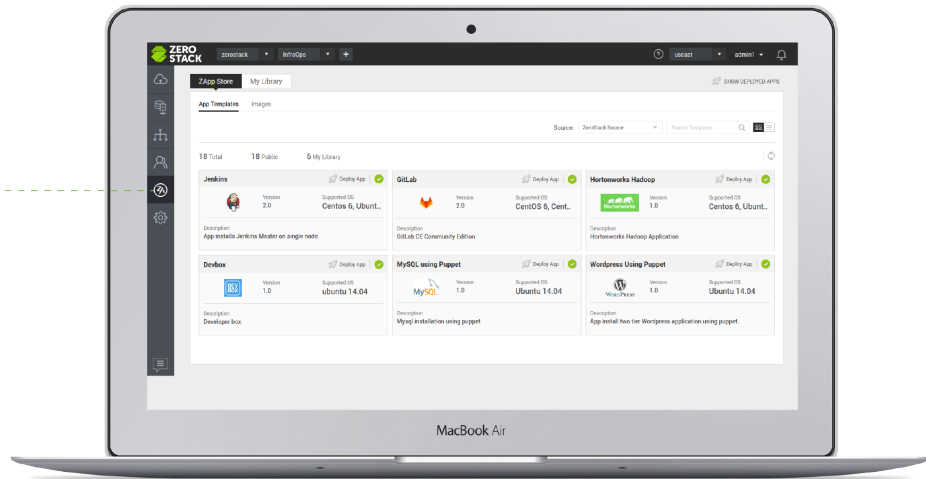 ZERO
STACK
zerostack
InfraOps
+
?
useast
admin1
ZApp Store
My Library
SHOW DEPLOYED APPS
App Templates
Images
Source:
ZeroStack Source
Search Templates
18 Total
18 Public
6 My Library
Jenkins
Deploy App
Version
2.0
Supported OS
Centos 6, Ubunt...
Description
App installs Jenkins Master on single node
GitLab
Deploy App
Version
2.0
Supported OS
CentOS 6, Cent...
Description
GitLab CE Community Edition
Hortonworks Hadoop
Deploy App
Hortonworks
Version
1.0
Supported OS
Centos 6, Ubunt...
Description
Hortonworks Hadoop Application
Devbox
Deploy App
DEV
BOX
Version
1.0
Supported OS
ubuntu 14.04
Description
Developer box
MySQL using Puppet
Deploy App
MySQL
Version
1.0
Supported OS
Ubuntu 14.04
Description
Mysql installation using puppet
Wordpress Using Puppet
Deploy App
WordPress
Version
1.0
Supported OS
Ubuntu 14.04
Description
App install two tier Wordpress application using puppet.
MacBook Air